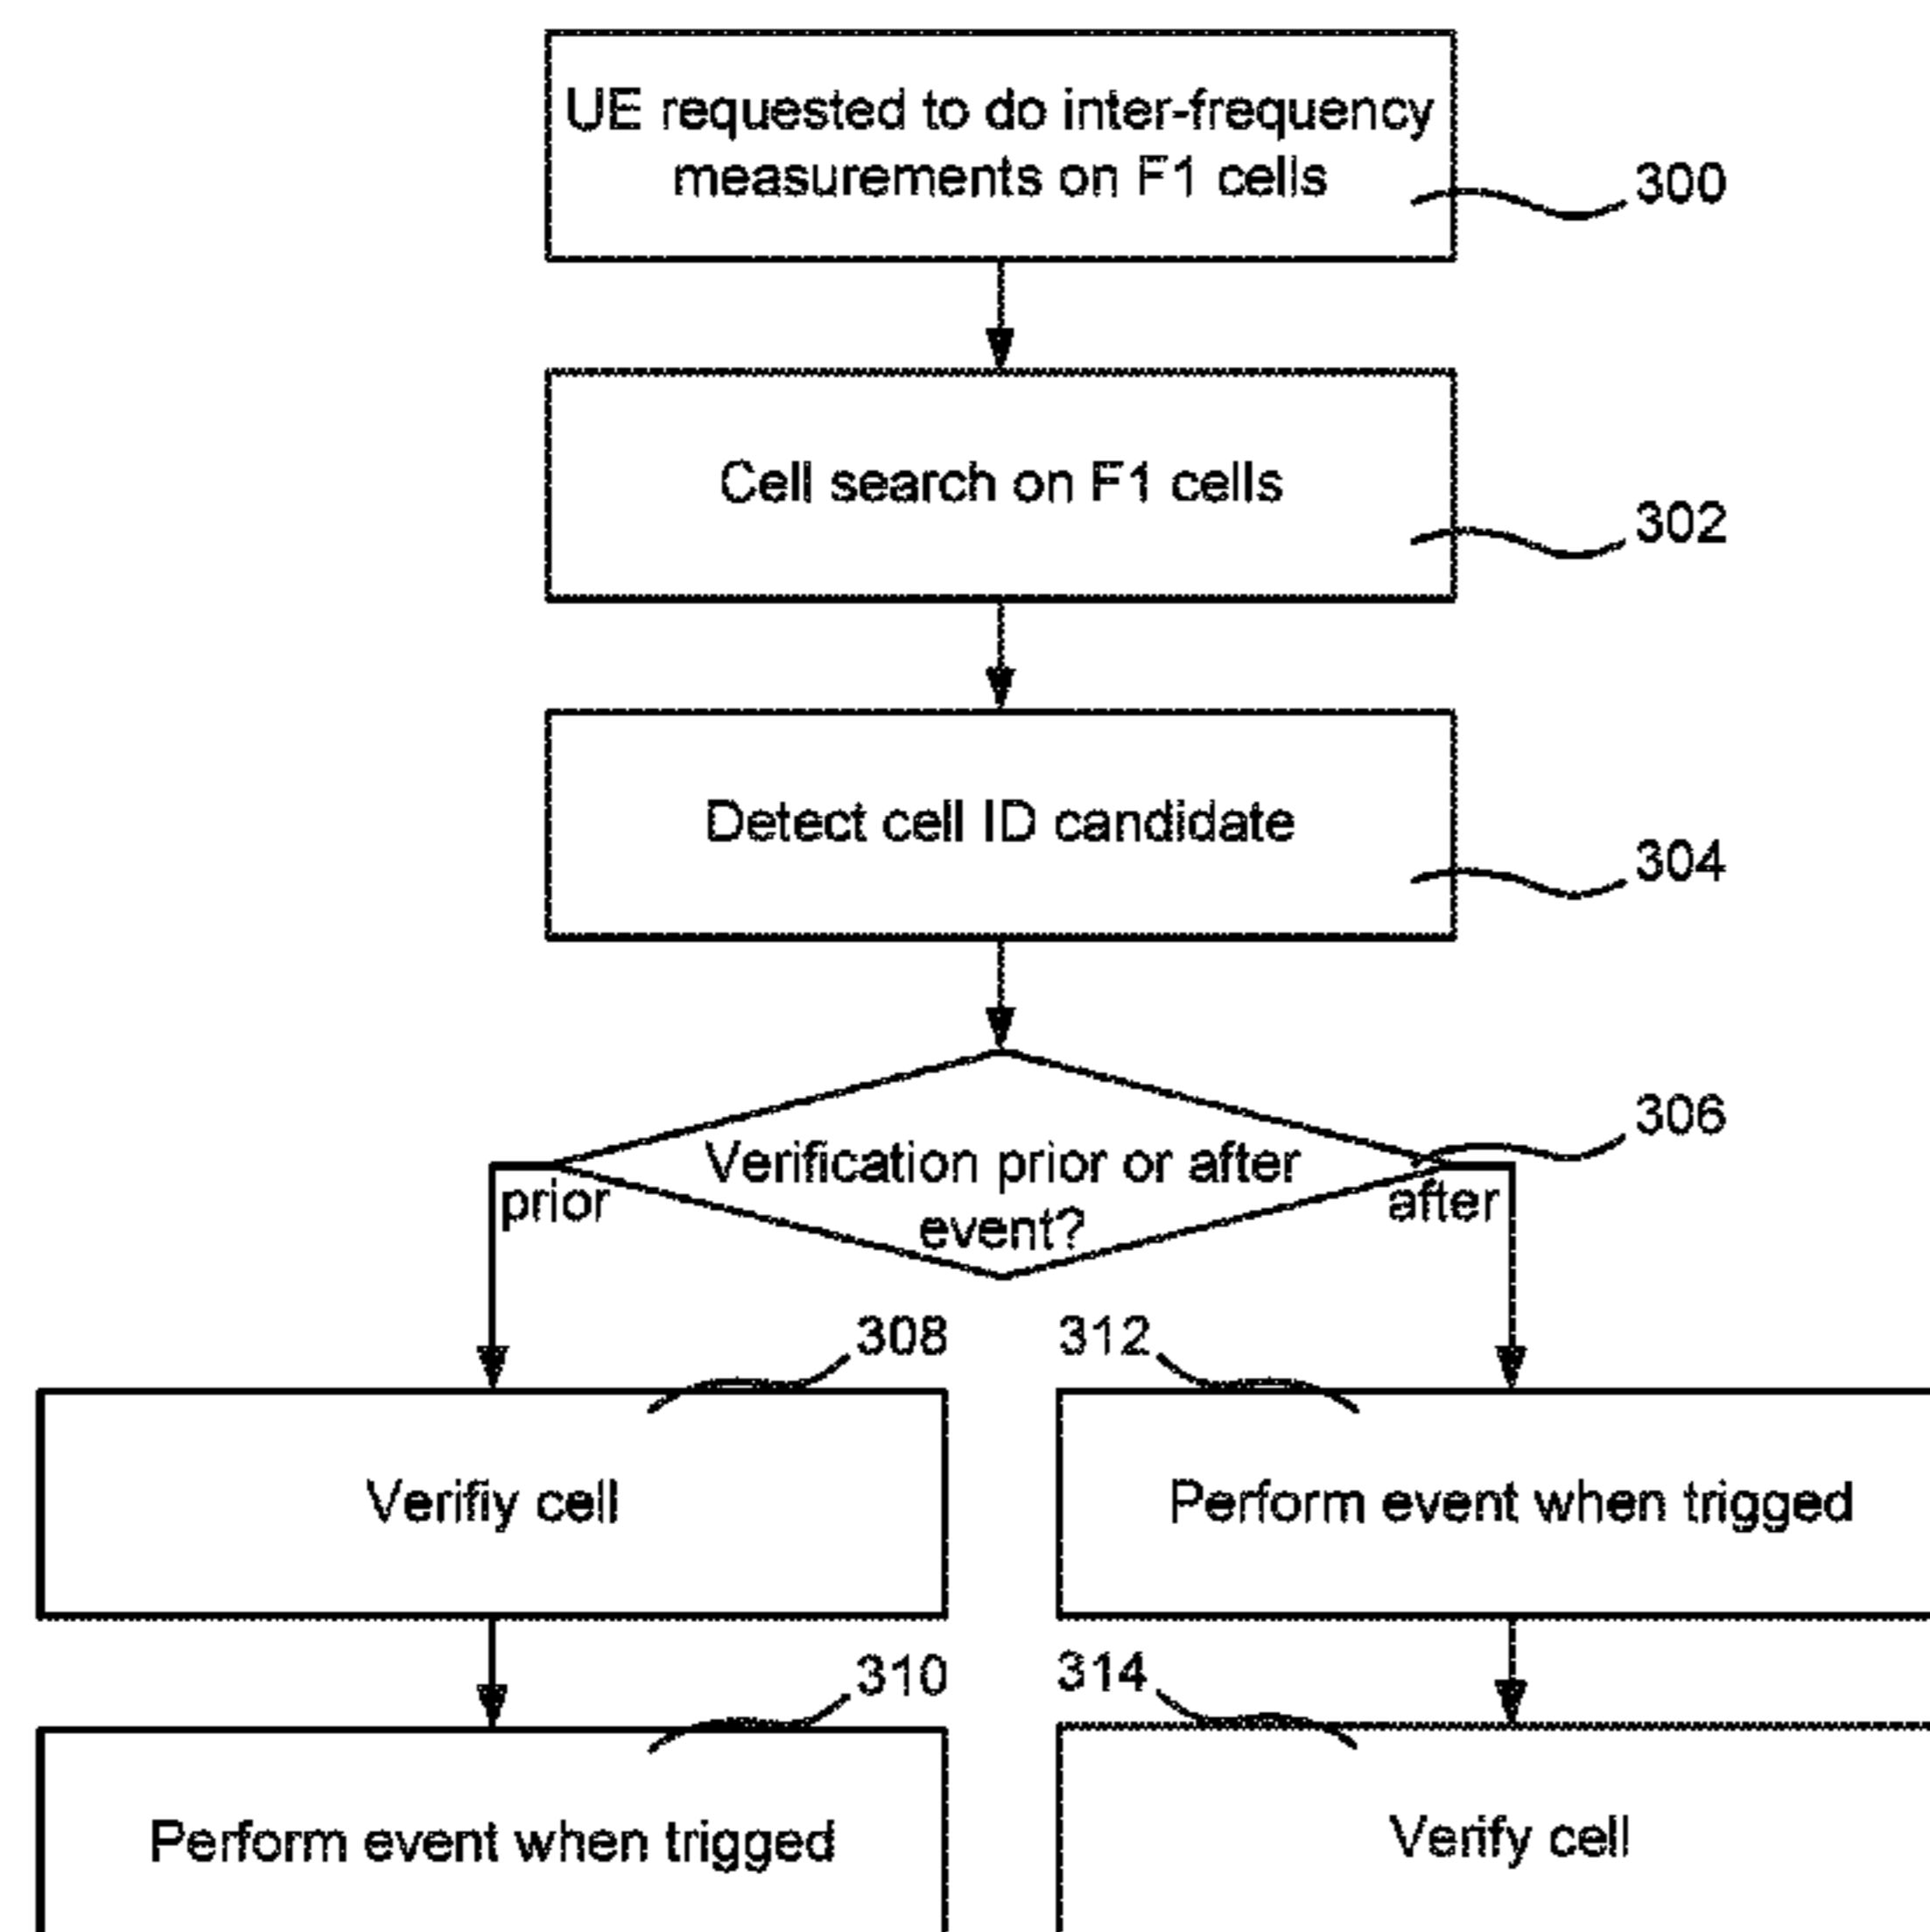 UE requested to do inter-frequency
measurements on F1 cells
300
Cell search on F1 cells
302
Detect cell ID candidate
304
306
Verification prior or after
event?
prior
after
308
312
Verifiy cell
Perform event when trigged
310
314
Perform event when trigged
Verify cell